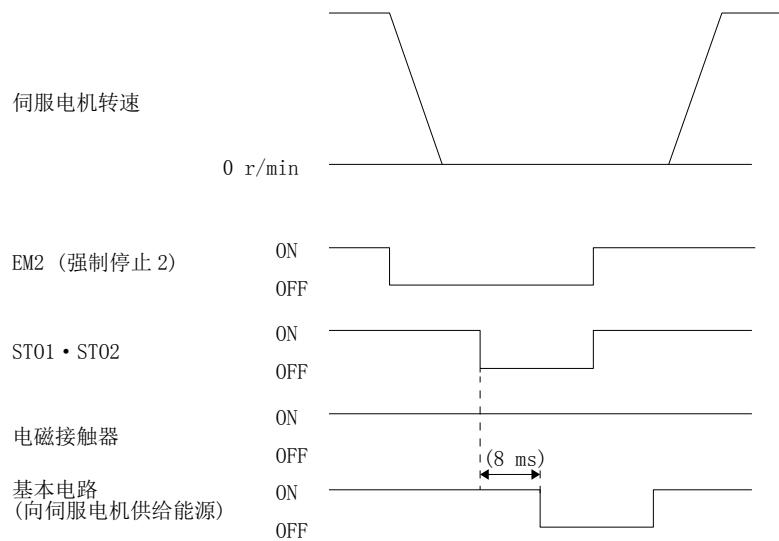 伺服电机转速
0 r/min
EM2 (强制停止 2)
ON
OFF
STO1・STO2
ON
OFF
电磁接触器
ON
OFF
(8 ms)
基本电路
(向伺服电机供给能源)
ON
OFF